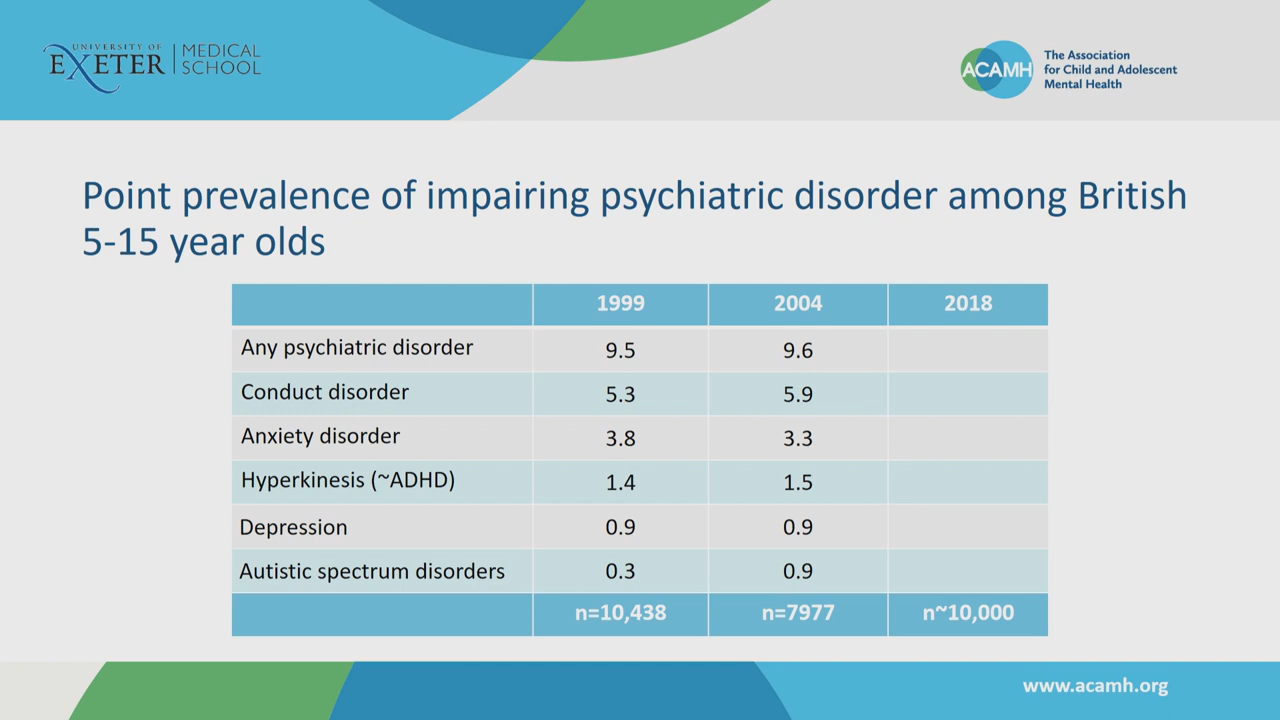 UNIVERSITY OF
EXETER
MEDICAL
SCHOOL
ACAMH
The Association
for Child and Adolescent
Mental Health
Point prevalence of impairing psychiatric disorder among British
5-15 year olds
1999 2004 2018
Any psychiatric disorder 9.5 9.6
Conduct disorder 5.3 5.9
Anxiety disorder 3.8 3.3
Hyperkinesis (~ADHD) 1.4 1.5
Depression 0.9 0.9
Autistic spectrum disorders 0.3 0.9
n=10,438 n=7977 n~10,000
www.acamh.org